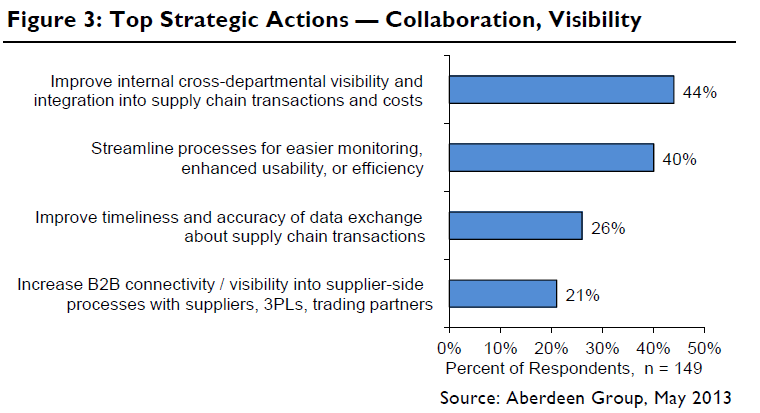 Figure 3: Top Strategic Actions — Collaboration, Visibility
Improve internal cross-departmental visibility and
integration into supply chain transactions and costs
44%
Streamline processes for easier monitoring,
enhanced usability, or efficiency
40%
Improve timeliness and accuracy of data exchange
about supply chain transactions
26%
Increase B2B connectivity / visibility into supplier-side
processes with suppliers, 3PLs, trading partners
21%
0% 10% 20% 30% 40% 50%
Percent of Respondents, n = 149
Source: Aberdeen Group, May 2013